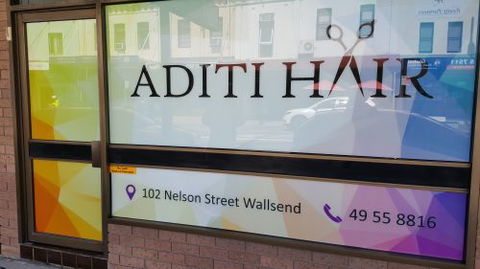 ADITI HAIR
102 Nelson Street Wallsend
49 55 8816